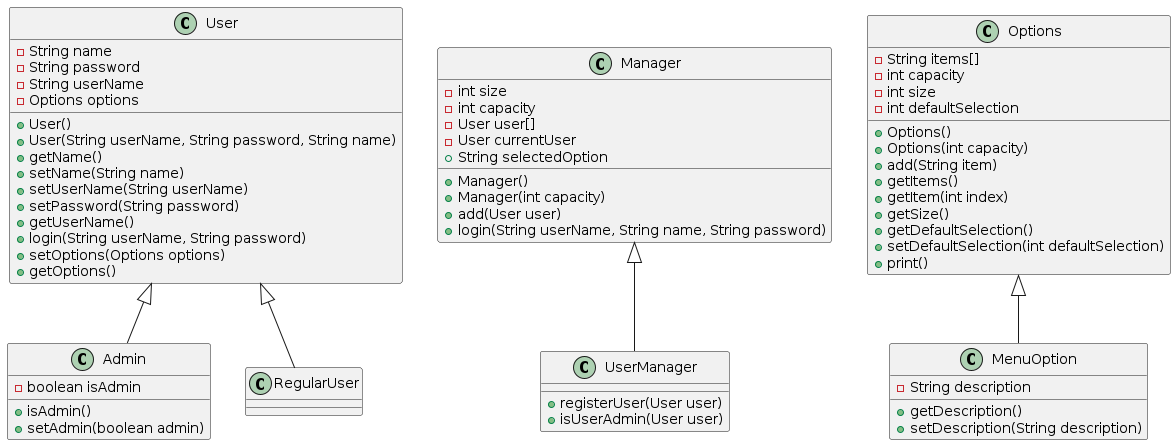 C User
String name
String password
String userName
Options options
User()
User(String userName, String password, String name)
getName()
setName(String name)
setUserName(String userName)
setPassword(String password)
getUserName()
login(String userName, String password)
setOptions(Options options)
getOptions()
C Manager
int size
int capacity
User user[]
User currentUser
String selectedOption
Manager()
Manager(int capacity)
add(User user)
login(String userName, String name, String password)
C Options
String items[]
int capacity
int size
int defaultSelection
Options()
Options(int capacity)
add(String item)
getItems()
getItem(int index)
getSize()
getDefaultSelection()
setDefaultSelection(int defaultSelection)
print()
C Admin
boolean isAdmin
isAdmin()
setAdmin(boolean admin)
C RegularUser
C UserManager
registerUser(User user)
isUserAdmin(User user)
C MenuOption
String description
getDescription()
setDescription(String description)